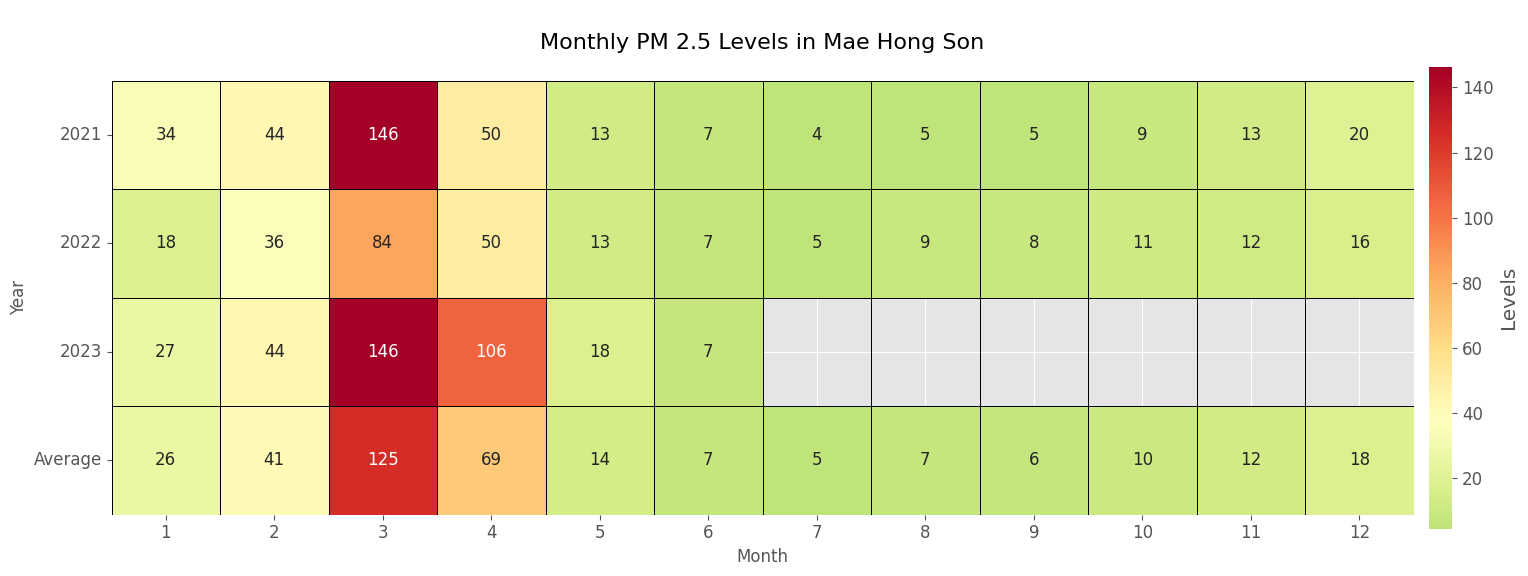 Monthly PM 2.5 Levels in Mae Hong Son
Year
2021 34 44 146 50 13 7 4 5 5 9 13 20
2022 18 36 84 50 13 7 5 9 8 11 12 16
2023 27 44 146 106 18 7
Average 26 41 125 69 14 7 5 7 6 10 12 18
1 2 3 4 5 6 7 8 9 10 11 12
Month
140
120
100
80
60
40
20
Levels